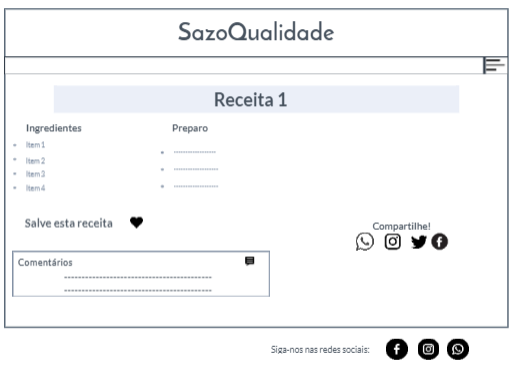 SazoQualidade
Receita 1
Ingredientes
Item 1
Item 2
Item 3
Item 4
Preparo
Salve esta receita
Compartilhe!
Comentários
Siga-nos nas redes sociais: